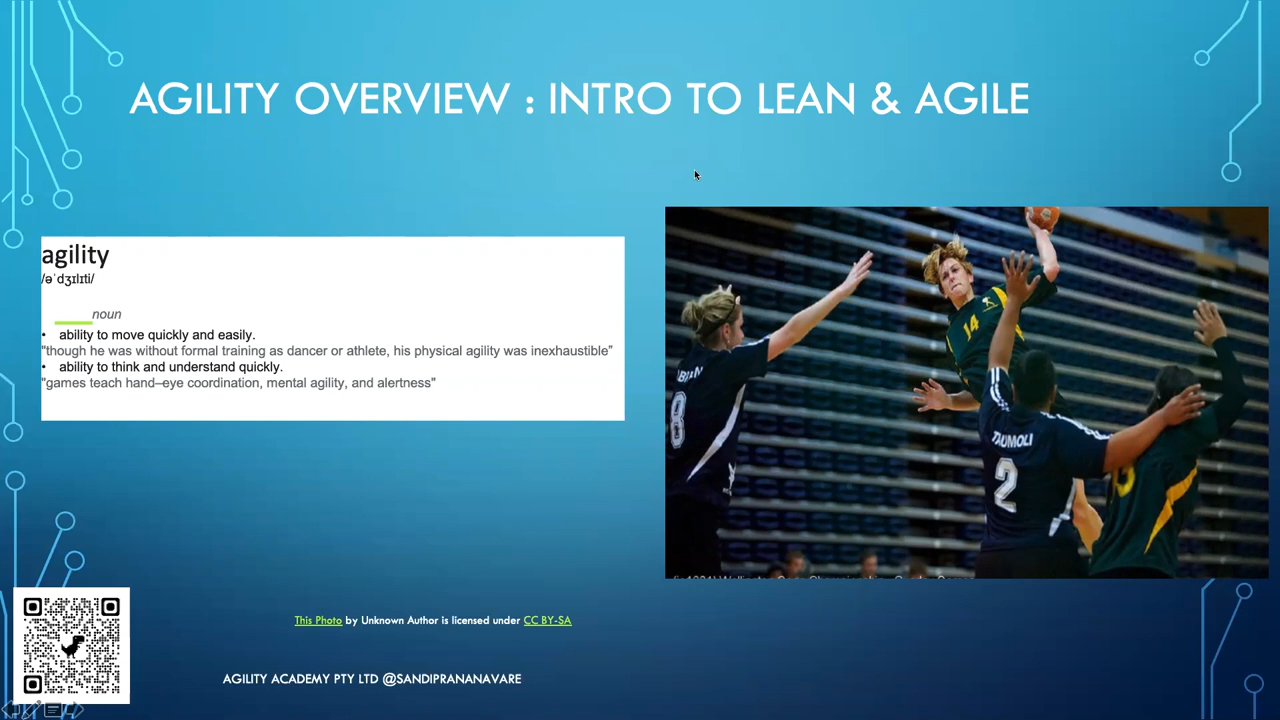 AGILITY OVERVIEW : INTRO TO LEAN & AGILE
agility
/əˈdʒɪlɪti/
noun
• ability to move quickly and easily.
"though he was without formal training as dancer or athlete, his physical agility was inexhaustible"
• ability to think and understand quickly.
"games teach hand–eye coordination, mental agility, and alertness"
14
8
TAUMOLI
2
This Photo by Unknown Author is licensed under CC BY-SA
AGILITY ACADEMY PTY LTD @SANDIPRANANAVARE